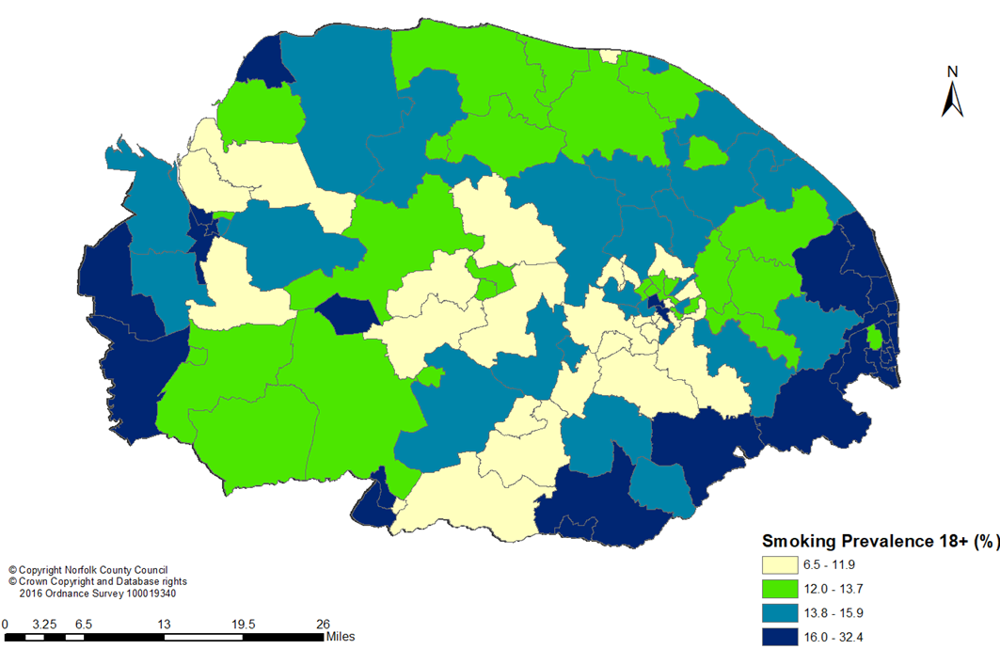 N
Smoking Prevalence 18+ (%)
6.5 - 11.9
12.0 - 13.7
13.8 - 15.9
16.0 - 32.4
© Copyright Norfolk County Council
© Crown Copyright and Database rights
2016 Ordnance Survey 100019340
0 3.25 6.5 13 19.5 26
Miles